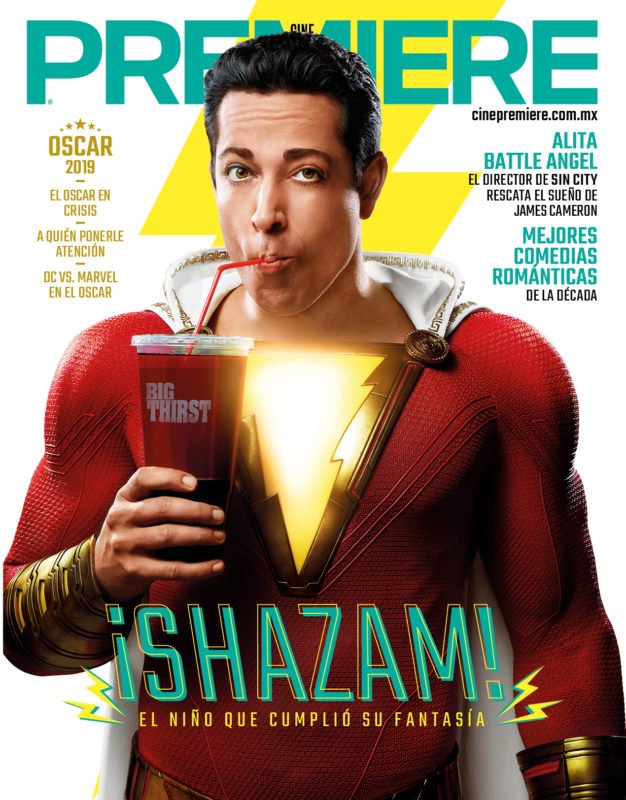 CINE
PREMIERE
®
cinepremiere.com.mx
OSCAR
2019
EL OSCAR EN
CRISIS
A QUIÉN PONERLE
ATENCIÓN
DC VS. MARVEL
EN EL OSCAR
ALITA
BATTLE ANGEL
EL DIRECTOR DE SIN CITY
RESCATA EL SUEÑO DE
JAMES CAMERON
MEJORES
COMEDIAS
ROMÁNTICAS
DE LA DÉCADA
BIG
THIRST
¡SHAZAM!
EL NIÑO QUE CUMPLIÓ SU FANTASÍA